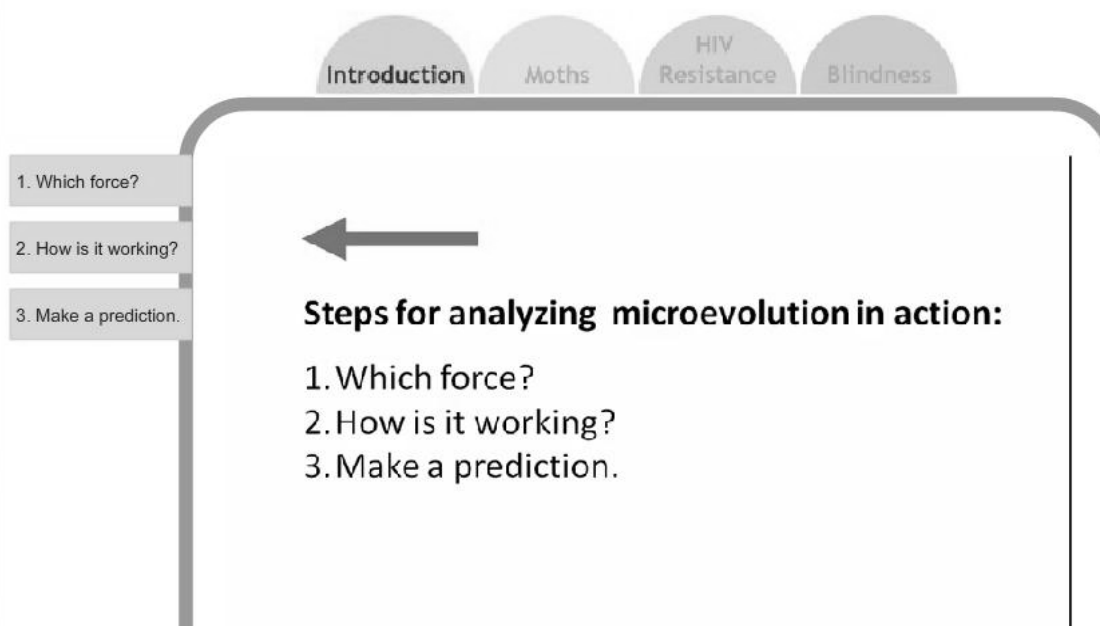 Introduction
Moths
HIV
Resistance
Blindness
1. Which force?
2. How is it working?
3. Make a prediction.
Steps for analyzing microevolution in action:
1. Which force?
2. How is it working?
3. Make a prediction.